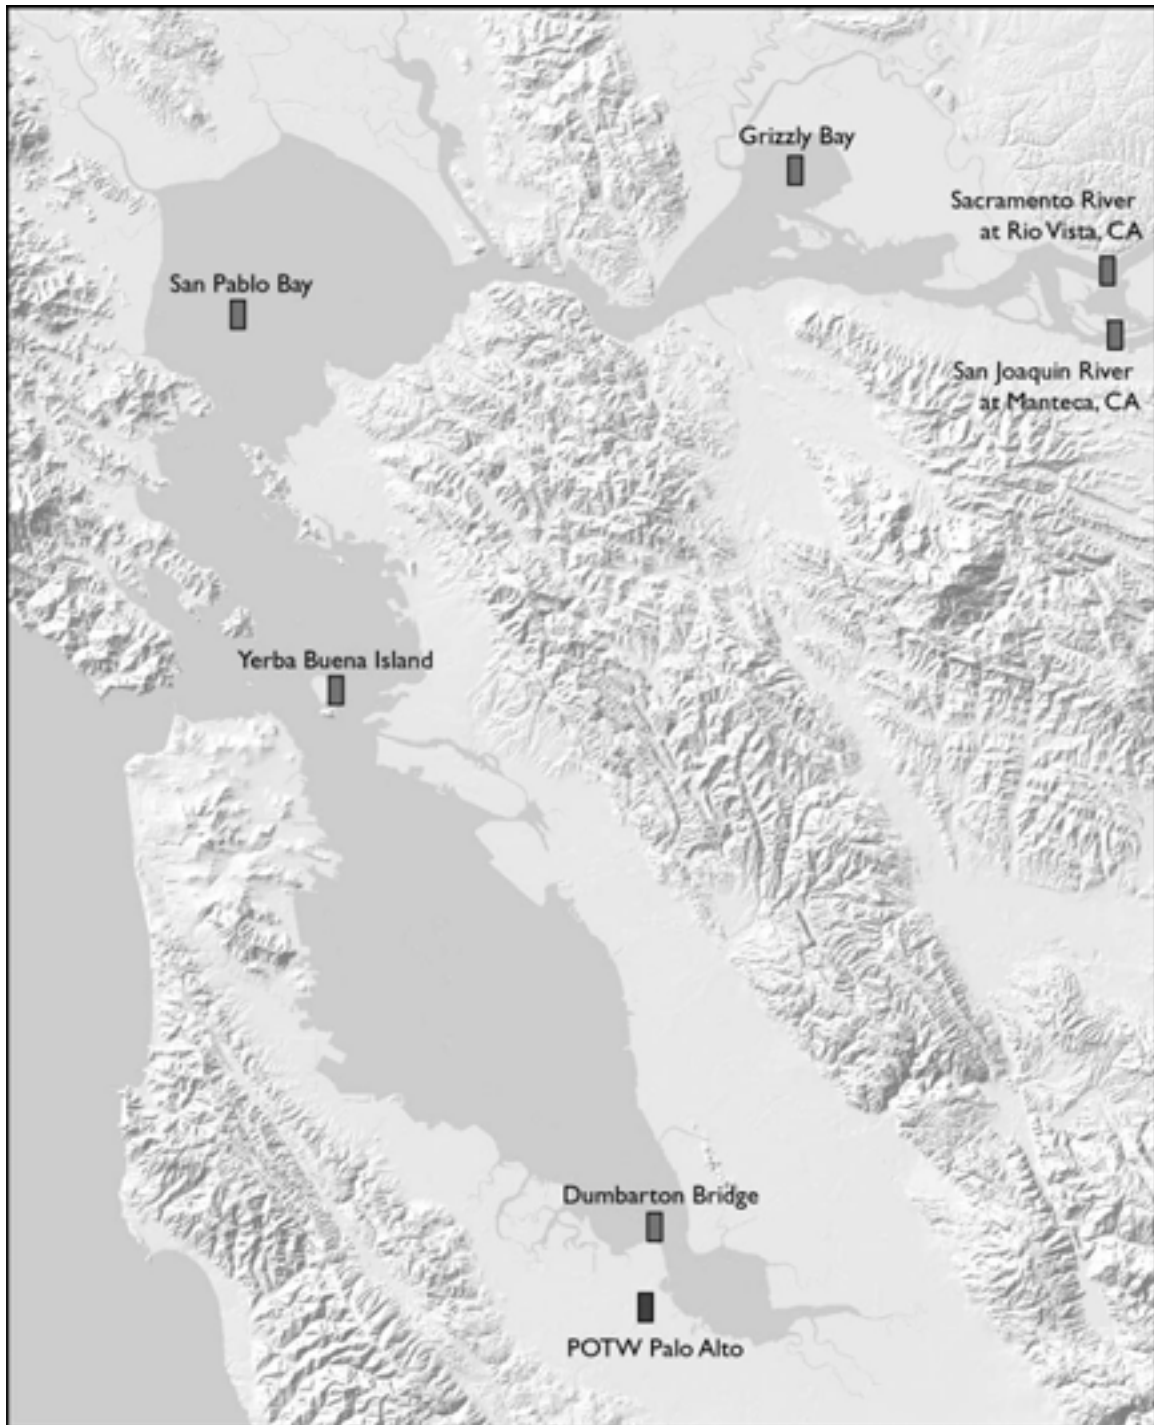 Grizzly Bay
Sacramento River
at Rio Vista, CA
San Pablo Bay
San Joaquin River
at Manteca, CA
Yerba Buena Island
Dumbarton Bridge
POTW Palo Alto